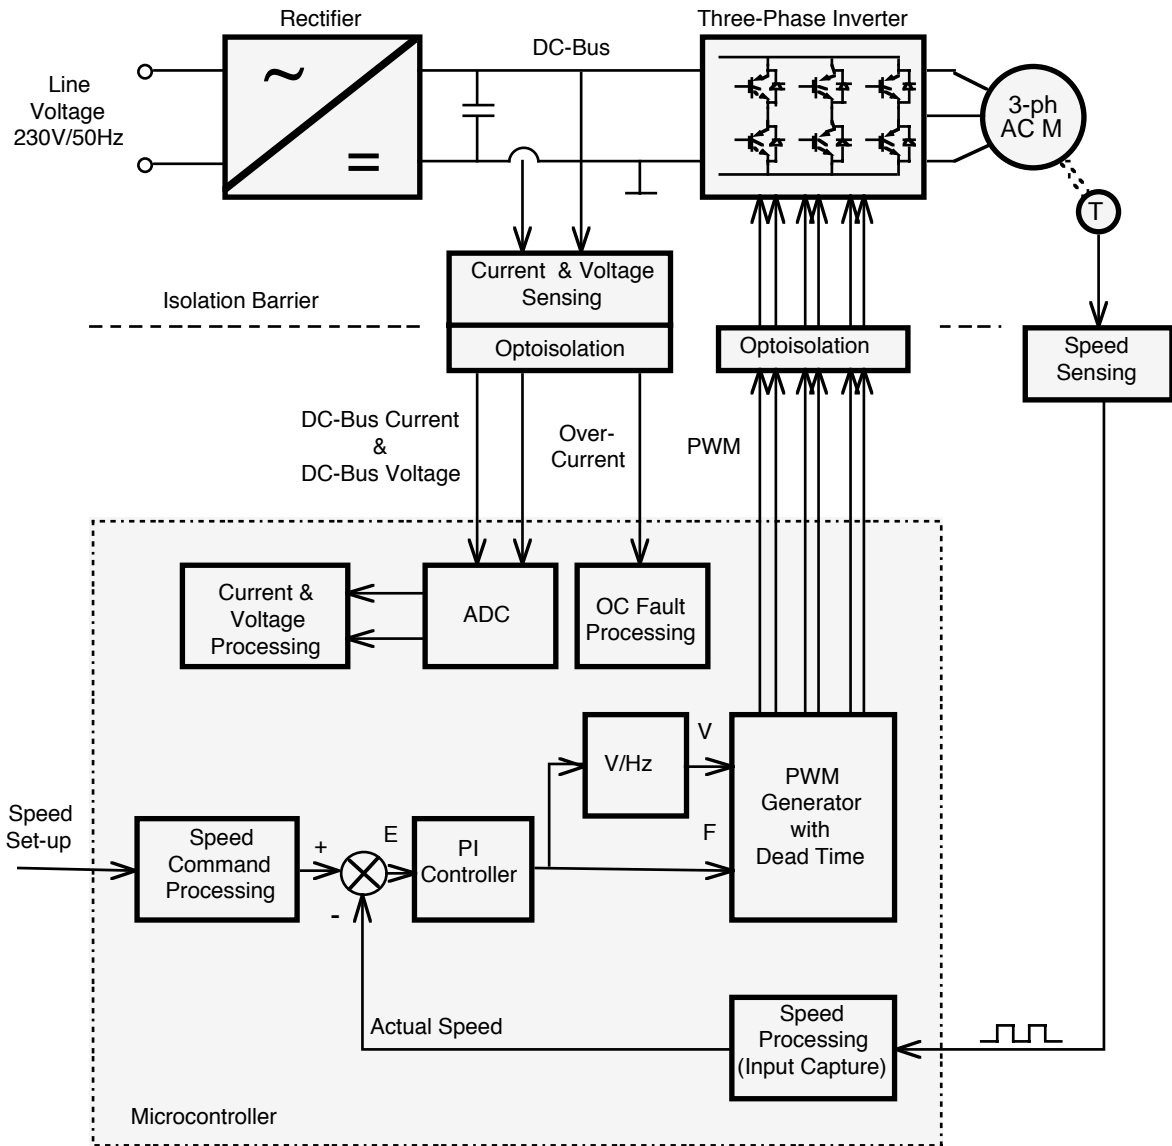 Rectifier
Three-Phase Inverter
DC-Bus
Line
Voltage
230V/50Hz
~
=
3-ph
AC M
T
Current & Voltage
Sensing
Isolation Barrier
Optoisolation
Optoisolation
Speed
Sensing
DC-Bus Current
&
DC-Bus Voltage
Over-
Current
PWM
Current &
Voltage
Processing
ADC
OC Fault
Processing
V/Hz
V
PWM
Generator
with
Dead Time
F
Speed
Set-up
Speed
Command
Processing
+
-
E
PI
Controller
Actual Speed
Speed
Processing
(Input Capture)
Microcontroller